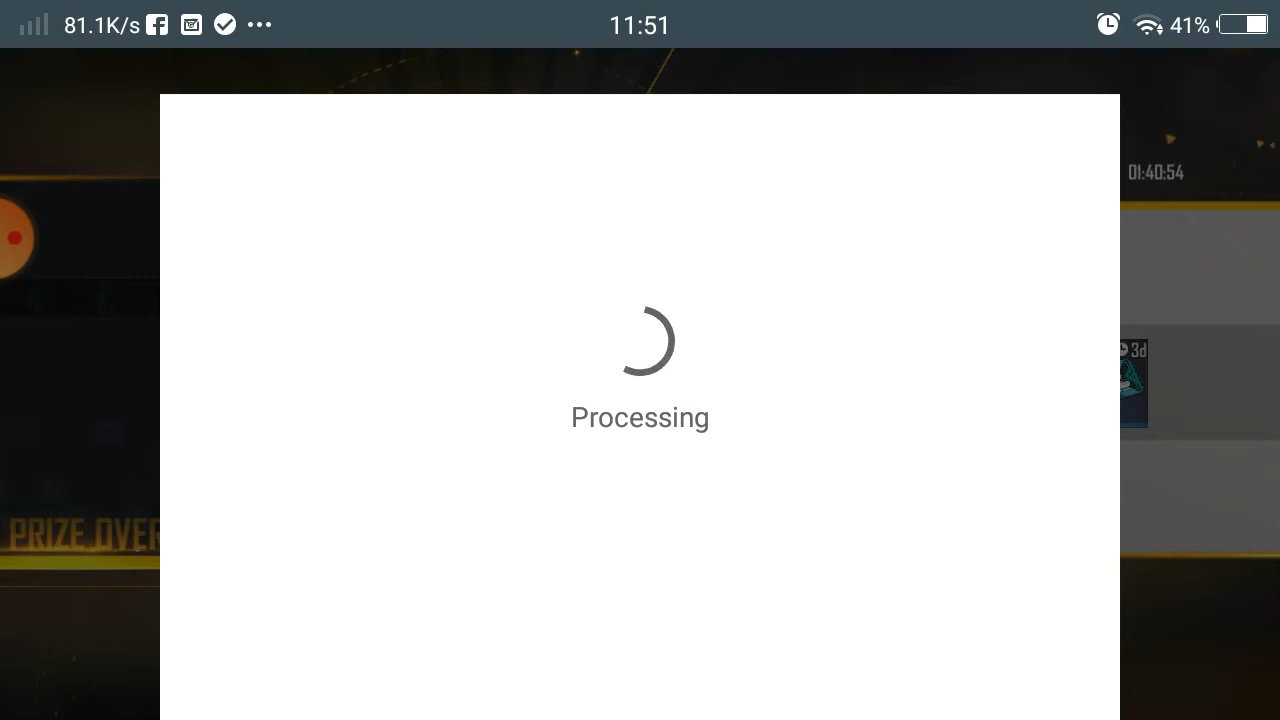 81.1K/s
11:51
41%
01:40:54
3d
Processing
PRIZE OVER